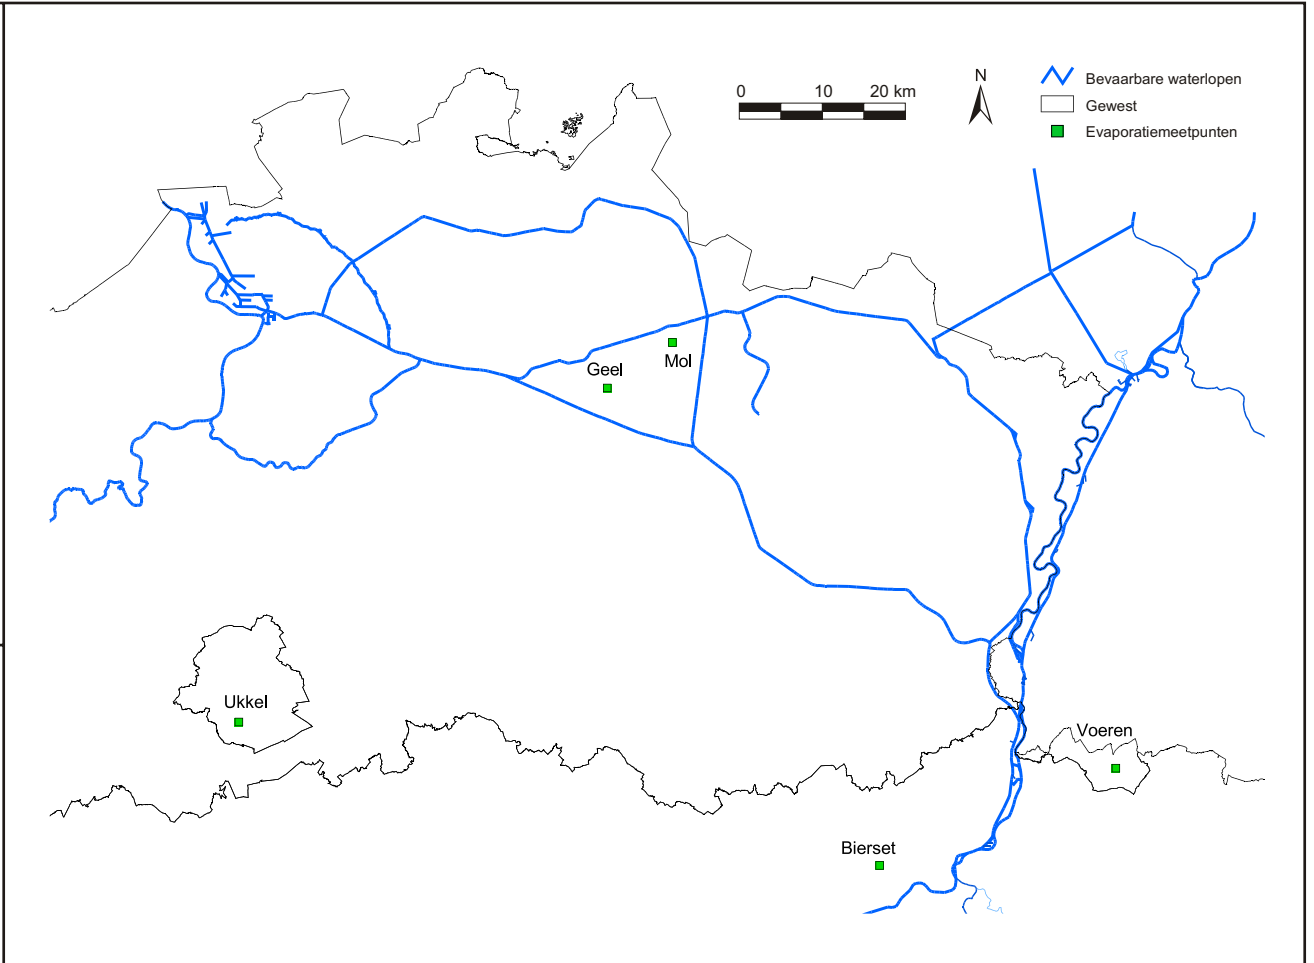 0 10 20 km
N
Bevaarbare waterlopen
Gewest
Evaporatiemeetpunten
Mol
Geel
Ukkel
Voeren
Bierset